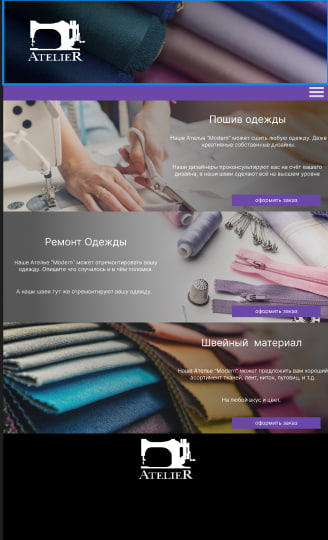 ATELIER
Пошив одежды
Наше Ателье "Modern" может сшить любую одежду. Даже
креативные собственные дизайны.
Наши дизайнеры проконсультируют вас на счёт вашего
дизайна, а наши швеи сделают всё на высшем уровне.
оформить заказ
Ремонт Одежды
Наше Ателье "Modern" может отремонтировать вашу
одежду. Опишите что случилось и в чём поломка.
А наши швеи тут же отремонтируют вашу одежду.
оформить заказ
Швейный материал
Наше Ателье "Modern" может предложить вам хороший
ассортимент тканей, лент, ниток, пуговиц, и т.д.
На любой вкус и цвет.
оформить заказ
ATELIER